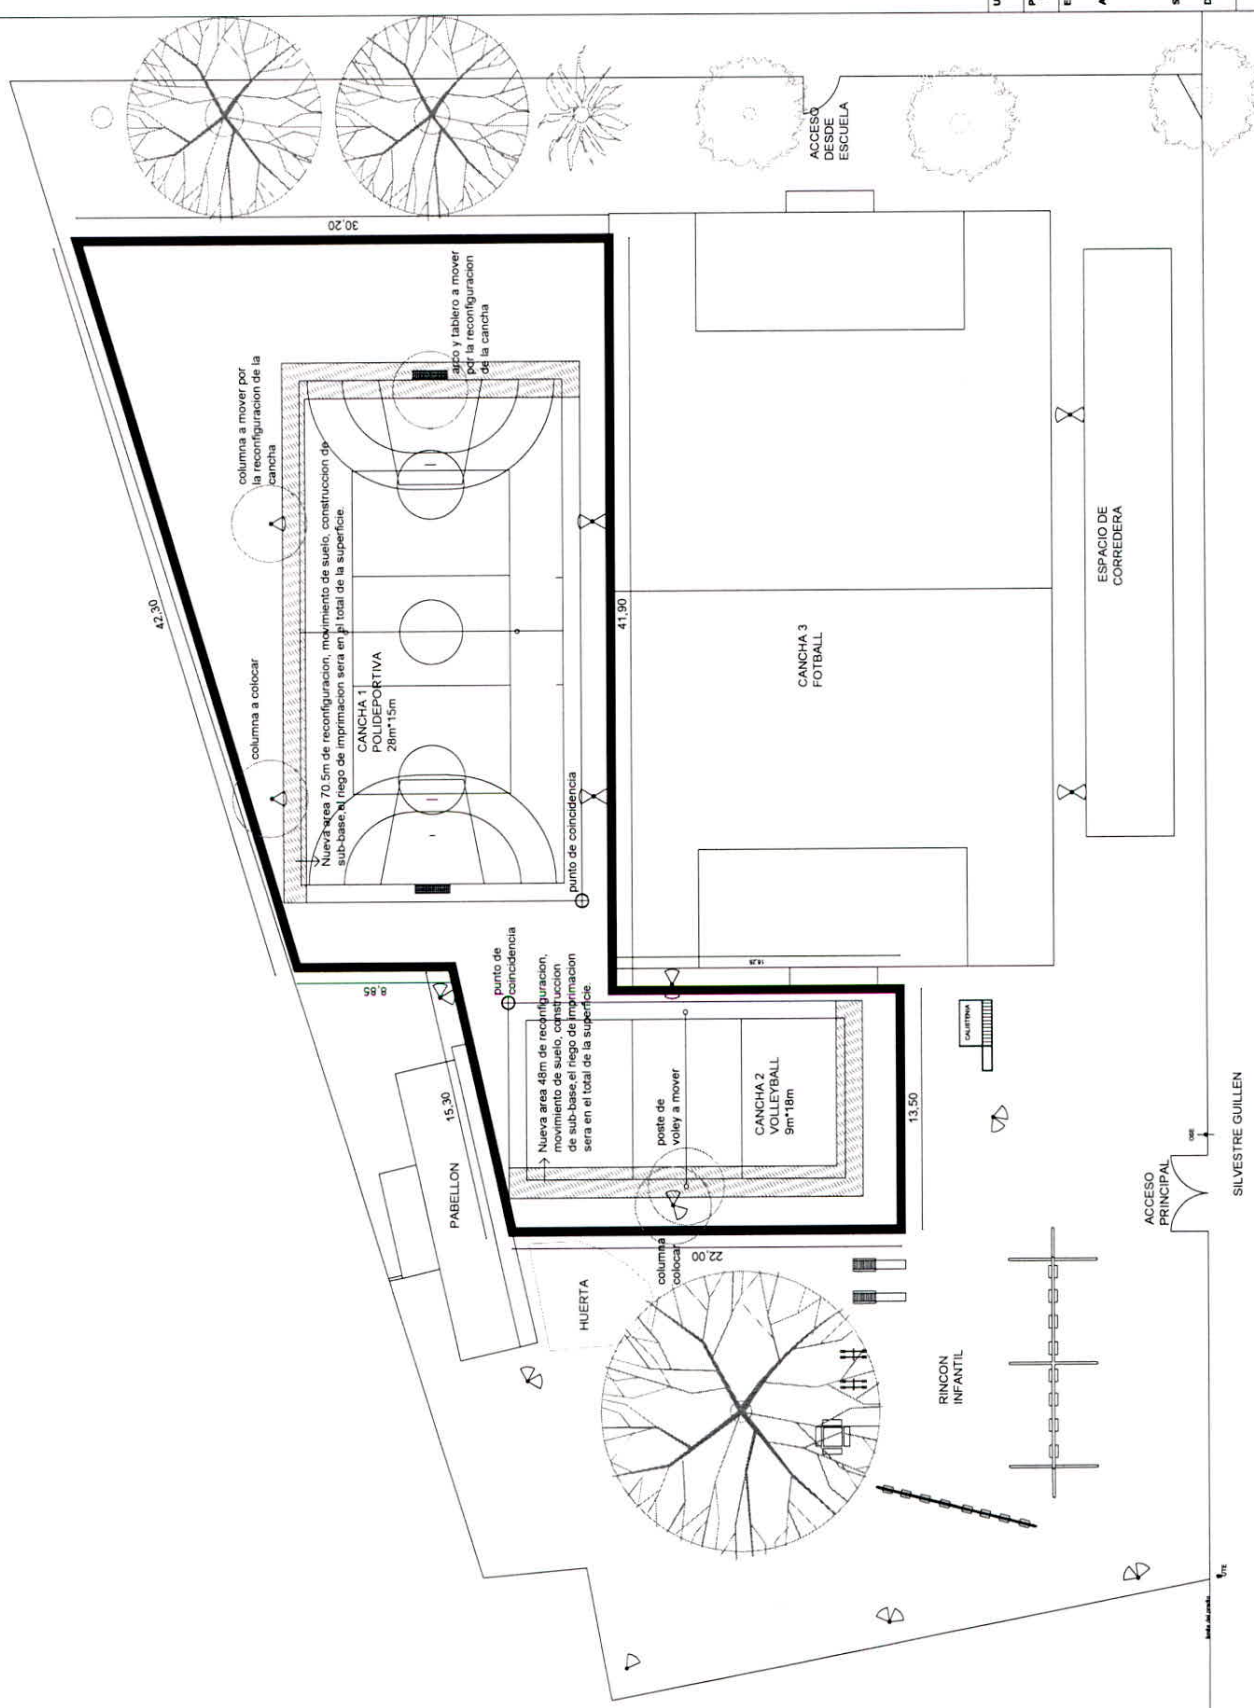 ACCESO
DESDE
ESCUELA
30,20
arco y tablero a mover
por la reconfiguracion
de la cancha
columna a mover por
la reconfiguracion de la
cancha
42,30
columna a colocar
Nueva area 70.5m de reconfiguracion, movimiento de suelo, construccion de
sub-base,el riego de imprimacion sera en el total de la superficie.
CANCHA 1
POLIDEPORTIVA
28m*15m
punto de coincidencia
41,90
CANCHA 3
FOTBALL
ESPACIO DE
CORREDERA
8,85
punto de
coincidencia
Nueva area 48m de reconfiguracion,
movimiento de suelo, construccion
de sub-base,el riego de imprimacion
sera en el total de la superficie.
poste de
voley a mover
CANCHA 2
VOLLEYBALL
9m*18m
CALISTENIA
15,30
PABELLON
13,50
22,00
columna
colocar
HUERTA
RINCON
INFANTIL
ACCESO
PRINCIPAL
OSE
SILVESTRE GUILLEN
UTE